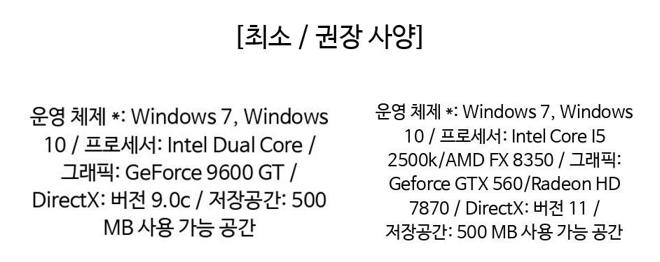 [최소 / 권장 사양]
운영 체제 *: Windows 7, Windows
10 / 프로세서: Intel Dual Core /
그래픽: GeForce 9600 GT /
DirectX: 버전 9.0c / 저장공간: 500
MB 사용 가능 공간
운영 체제 *: Windows 7, Windows
10 / 프로세서: Intel Core I5
2500k/AMD FX 8350 / 그래픽:
Geforce GTX 560/Radeon HD
7870 / DirectX: 버전 11 /
저장공간: 500 MB 사용 가능 공간